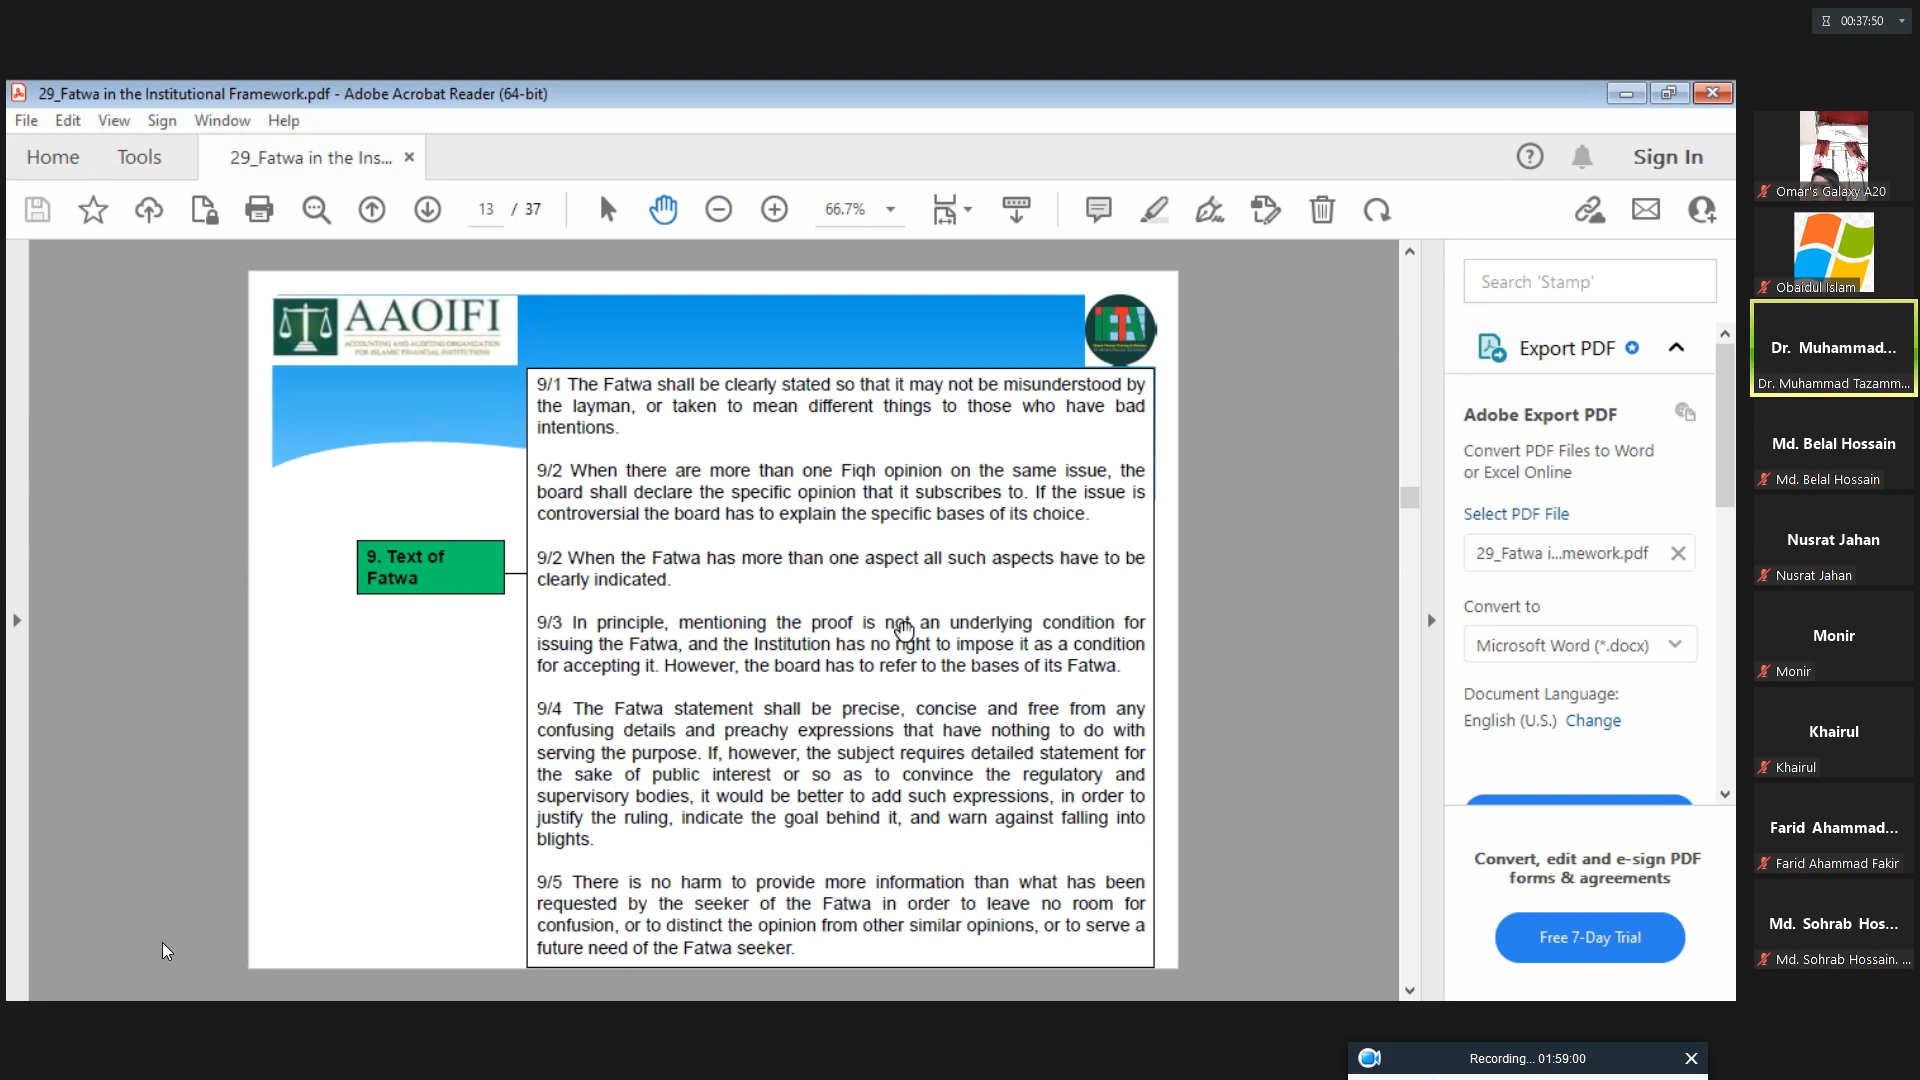 00:37:50
29_Fatwa in the Institutional Framework.pdf - Adobe Acrobat Reader (64-bit)
File Edit View Sign Window Help
Home Tools 29_Fatwa in the Ins... Sign In
13 / 37 66.7%
AAOIFI
ACCOUNTING AND AUDITING ORGANIZATION
FOR ISLAMIC FINANCIAL INSTITUTIONS
9. Text of
Fatwa
9/1 The Fatwa shall be clearly stated so that it may not be misunderstood by
the layman, or taken to mean different things to those who have bad
intentions.
9/2 When there are more than one Fiqh opinion on the same issue, the
board shall declare the specific opinion that it subscribes to. If the issue is
controversial the board has to explain the specific bases of its choice.
9/2 When the Fatwa has more than one aspect all such aspects have to be
clearly indicated.
9/3 In principle, mentioning the proof is not an underlying condition for
issuing the Fatwa, and the Institution has no right to impose it as a condition
for accepting it. However, the board has to refer to the bases of its Fatwa.
9/4 The Fatwa statement shall be precise, concise and free from any
confusing details and preachy expressions that have nothing to do with
serving the purpose. If, however, the subject requires detailed statement for
the sake of public interest or so as to convince the regulatory and
supervisory bodies, it would be better to add such expressions, in order to
justify the ruling, indicate the goal behind it, and warn against falling into
blights.
9/5 There is no harm to provide more information than what has been
requested by the seeker of the Fatwa in order to leave no room for
confusion, or to distinct the opinion from other similar opinions, or to serve a
future need of the Fatwa seeker.
Search 'Stamp'
Export PDF
Adobe Export PDF
Convert PDF Files to Word
or Excel Online
Select PDF File
29_Fatwa i...mework.pdf
Convert to
Microsoft Word (*.docx)
Document Language:
English (U.S.) Change
Convert, edit and e-sign PDF
forms & agreements
Free 7-Day Trial
Omar's Galaxy A20
Obaidul Islam
Dr. Muhammad...
Dr. Muhammad Tazamm...
Md. Belal Hossain
Md. Belal Hossain
Nusrat Jahan
Nusrat Jahan
Monir
Monir
Khairul
Khairul
Farid Ahammad...
Farid Ahammad Fakir
Md. Sohrab Hos...
Md. Sohrab Hossain. ...
Recording... 01:59:00